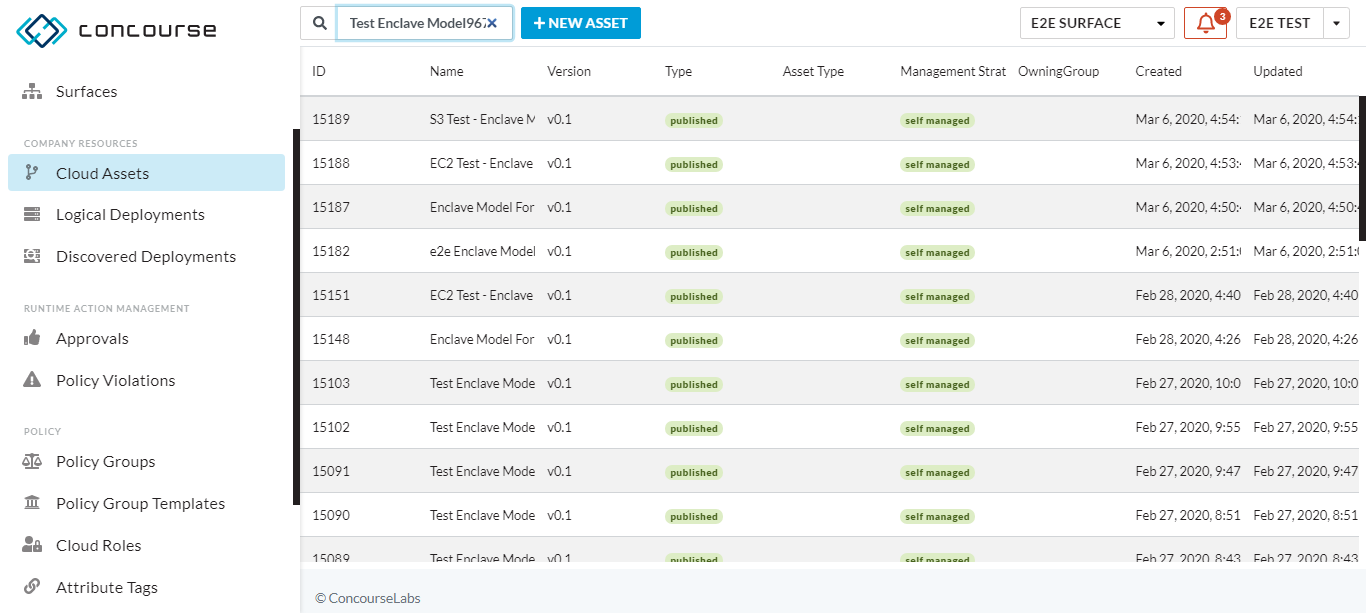 concourse
Test Enclave Model967
+ NEW ASSET
E2E SURFACE
3
E2E TEST
Surfaces
COMPANY RESOURCES
Cloud Assets
Logical Deployments
Discovered Deployments
RUNTIME ACTION MANAGEMENT
Approvals
Policy Violations
POLICY
Policy Groups
Policy Group Templates
Cloud Roles
Attribute Tags
ID Name Version Type Asset Type Management Strat OwningGroup Created Updated
15189 S3 Test - Enclave M v0.1 published self managed Mar 6, 2020, 4:54: Mar 6, 2020, 4:54:
15188 EC2 Test - Enclave v0.1 published self managed Mar 6, 2020, 4:53: Mar 6, 2020, 4:53:
15187 Enclave Model For v0.1 published self managed Mar 6, 2020, 4:50: Mar 6, 2020, 4:50:
15182 e2e Enclave Model v0.1 published self managed Mar 6, 2020, 2:51: Mar 6, 2020, 2:51:
15151 EC2 Test - Enclave v0.1 published self managed Feb 28, 2020, 4:40 Feb 28, 2020, 4:40
15148 Enclave Model For v0.1 published self managed Feb 28, 2020, 4:26 Feb 28, 2020, 4:26
15103 Test Enclave Mode v0.1 published self managed Feb 27, 2020, 10:0 Feb 27, 2020, 10:0
15102 Test Enclave Mode v0.1 published self managed Feb 27, 2020, 9:55 Feb 27, 2020, 9:55
15091 Test Enclave Mode v0.1 published self managed Feb 27, 2020, 9:47 Feb 27, 2020, 9:47
15090 Test Enclave Mode v0.1 published self managed Feb 27, 2020, 8:51 Feb 27, 2020, 8:51
15089 Test Enclave Mode v0.1 published self managed Feb 27, 2020, 8:43 Feb 27, 2020, 8:43
© ConcourseLabs